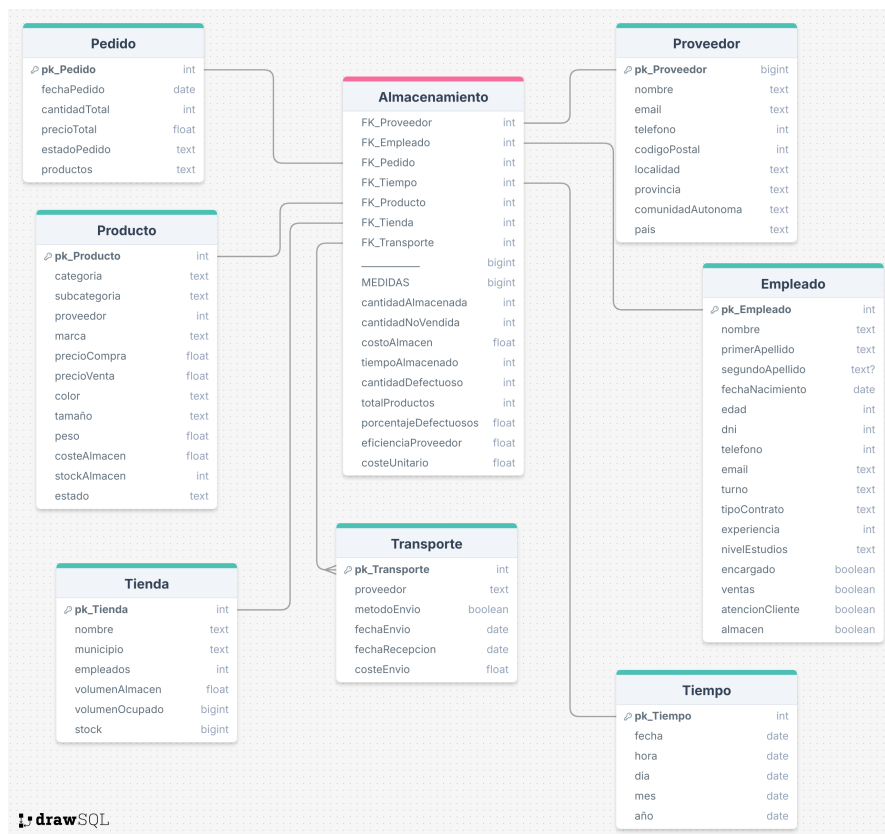 Pedido
pk_Pedido int
fechaPedido date
cantidadTotal int
precioTotal float
estadoPedido text
productos text
Producto
pk_Producto int
categoria text
subcategoria text
proveedor int
marca text
precioCompra float
precioVenta float
color text
tamaño text
peso float
costeAlmacen float
stockAlmacen int
estado text
Tienda
pk_Tienda int
nombre text
municipio text
empleados int
volumenAlmacen float
volumenOcupado bigint
stock bigint
Almacenamiento
FK_Proveedor int
FK_Empleado int
FK_Pedido int
FK_Tiempo int
FK_Producto int
FK_Tienda int
FK_Transporte int
__________ bigint
MEDIDAS bigint
cantidadAlmacenada int
cantidadNoVendida int
costoAlmacen float
tiempoAlmacenado int
cantidadDefectuoso int
totalProductos int
porcentajeDefectuosos float
eficienciaProveedor float
costeUnitario float
Transporte
pk_Transporte int
proveedor text
metodoEnvio boolean
fechaEnvio date
fechaRecepcion date
costeEnvio float
Proveedor
pk_Proveedor bigint
nombre text
email text
telefono int
codigoPostal int
localidad text
provincia text
comunidadAutonoma text
pais text
Empleado
pk_Empleado int
nombre text
primerApellido text
segundoApellido text?
fechaNacimiento date
edad int
dni int
telefono int
email text
turno text
tipoContrato text
experiencia int
nivelEstudios text
encargado boolean
ventas boolean
atencionCliente boolean
almacen boolean
Tiempo
pk_Tiempo int
fecha date
hora date
dia date
mes date
año date
drawSQL